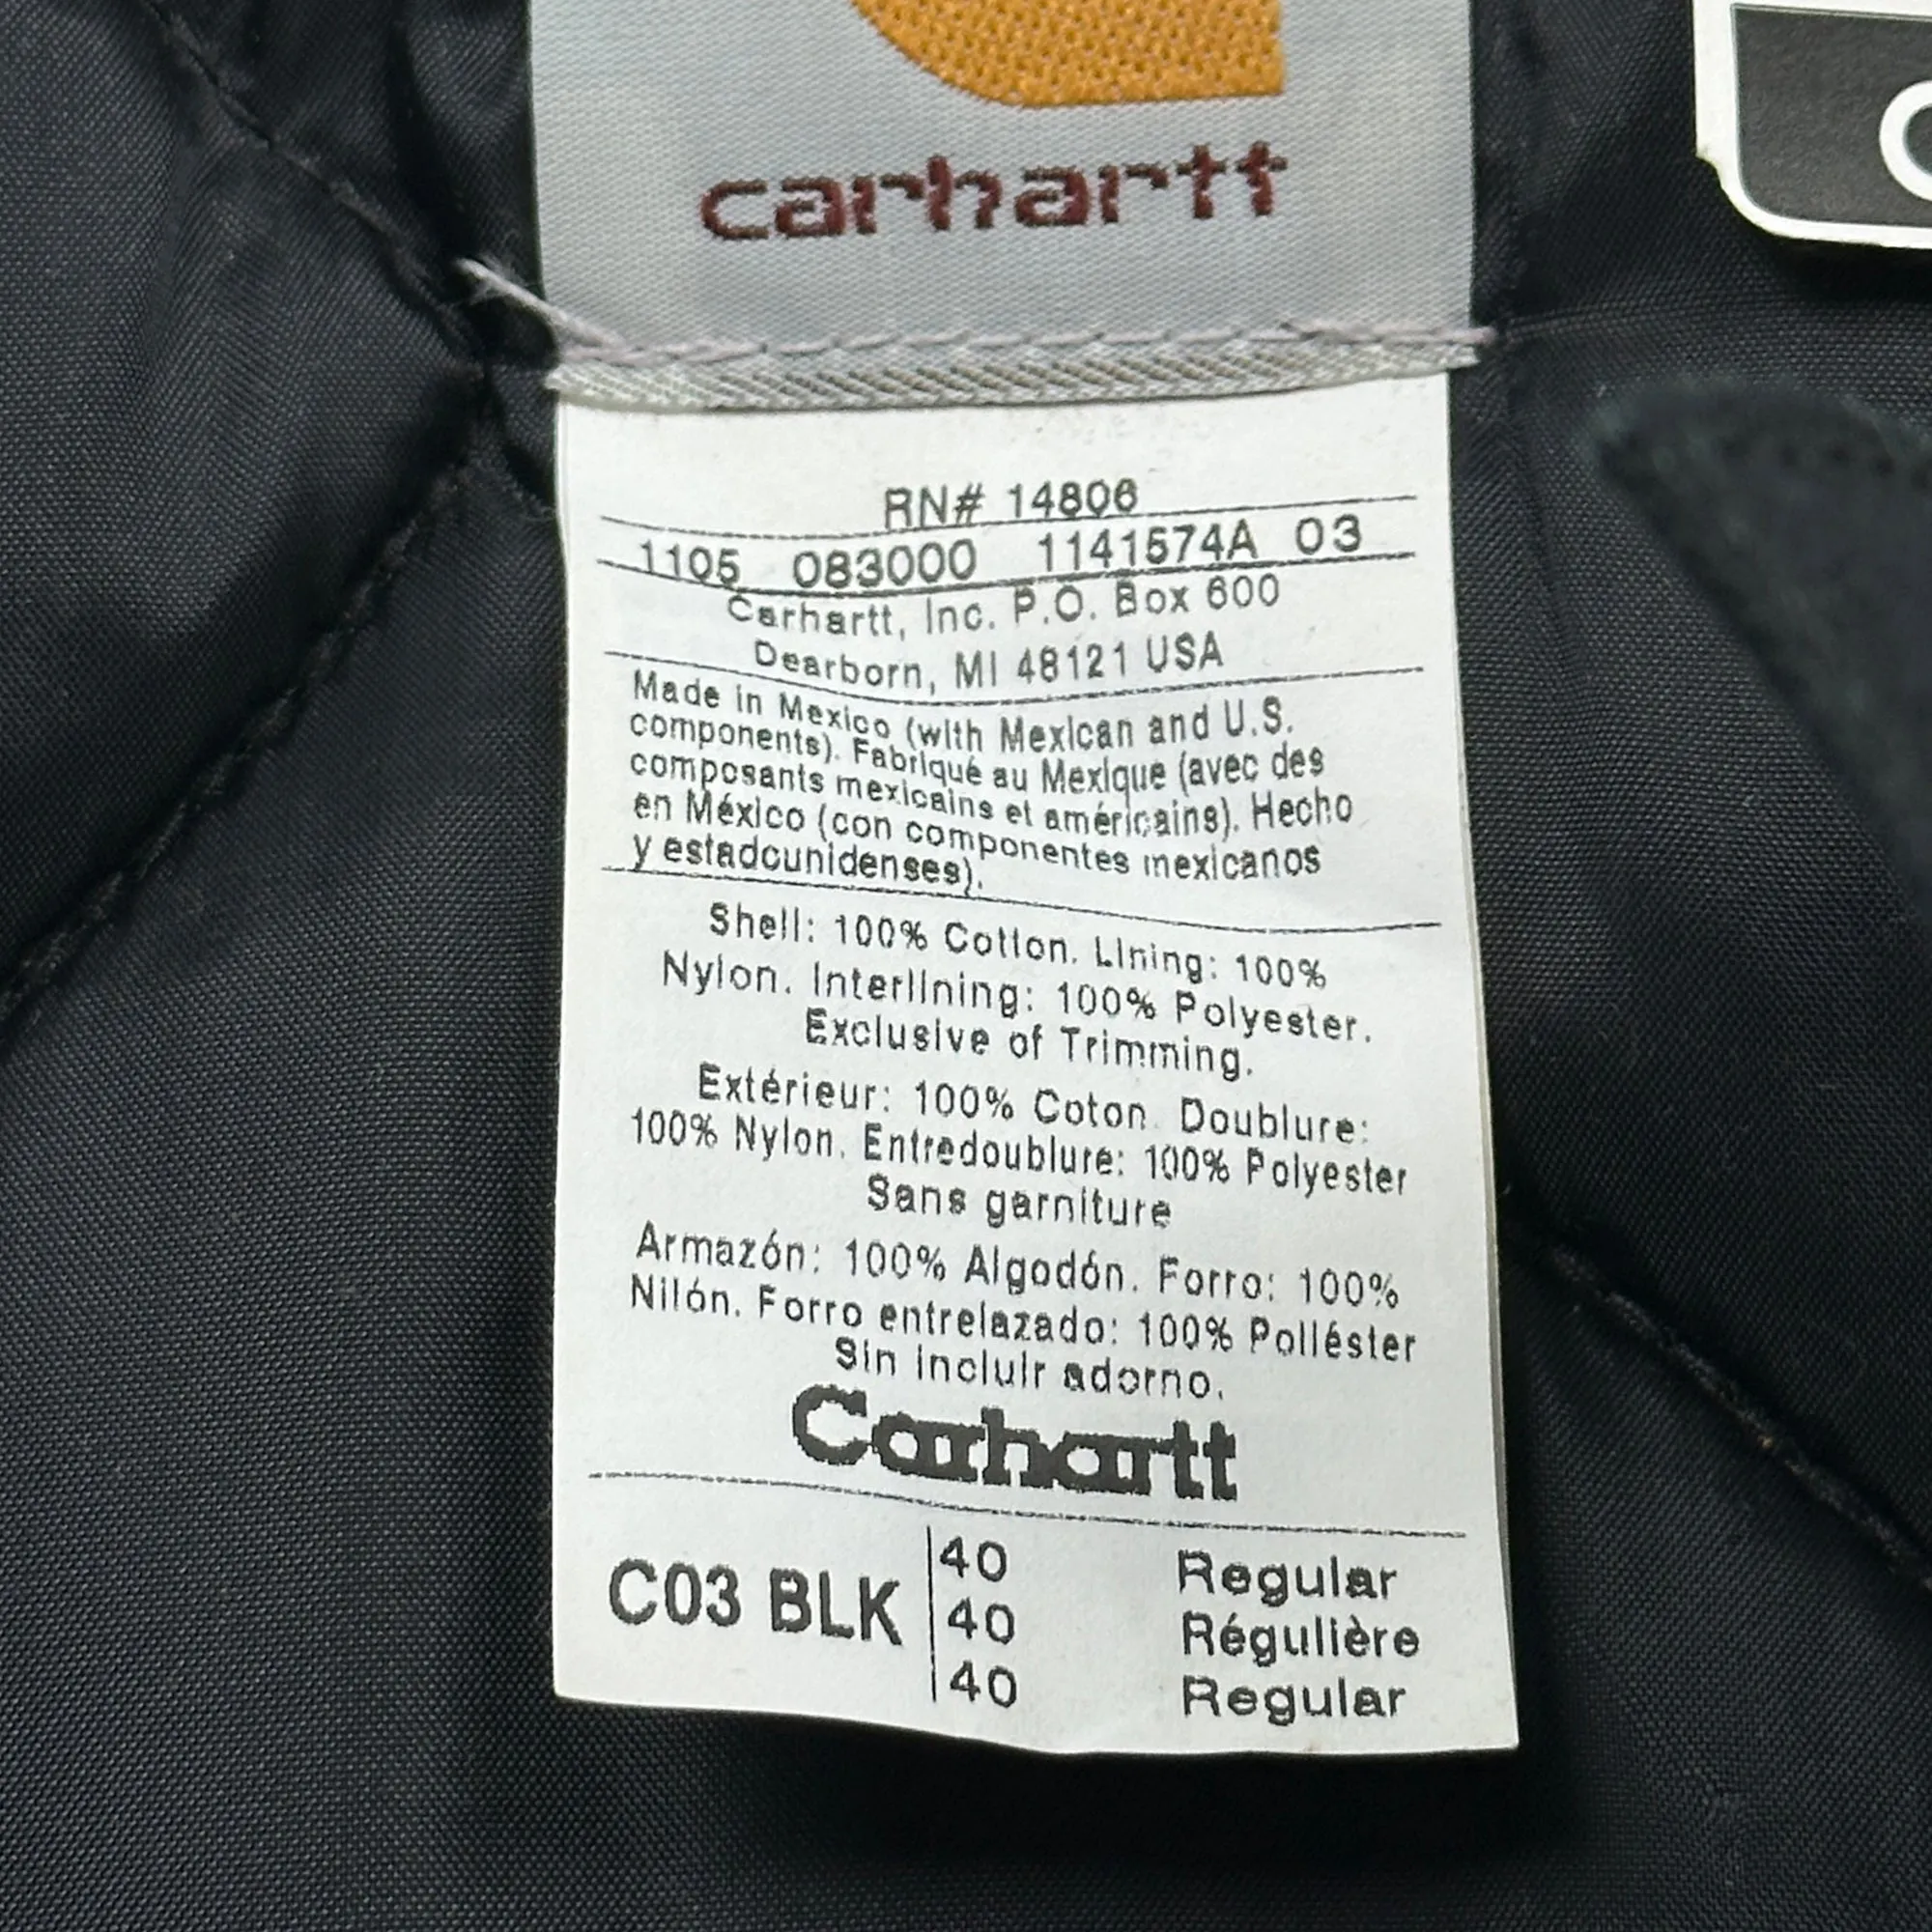 carhartt
C
RN# 14806
1105 083000 1141574A 03
Carhartt, Inc. P.O. Box 600
Dearborn, MI 48121 USA
Made in Mexico (with Mexican and U.S.
components). Fabriqué au Mexique (avec des
composants mexicains et américains). Hecho
en México (con componentes mexicanos
y estadounidenses).
Shell: 100% Cotton. Lining: 100%
Nylon. Interlining: 100% Polyester.
Exclusive of Trimming.
Extérieur: 100% Coton. Doublure:
100% Nylon. Entredoublure: 100% Polyester
Sans garniture
Armazón: 100% Algodón. Forro: 100%
Nilón. Forro entrelazado: 100% Poliéster
Sin incluir adorno.
Carhartt
C03 BLK 40 Regular
40 Régulière
40 Regular